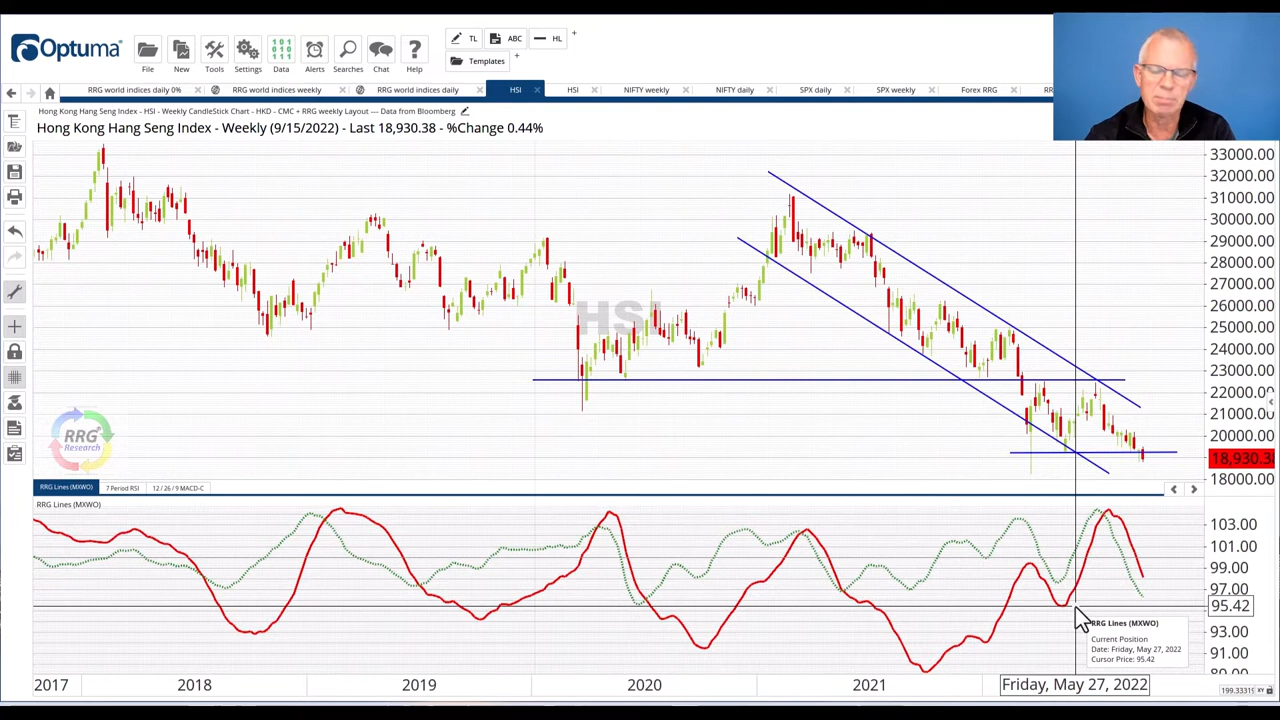 Optuma
File New Tools Settings Data Alerts Searches Chat Help
TL ABC HL +
Templates +
RRG world indices daily 0% RRG world indices weekly RRG world indices daily HSI HSI NIFTY weekly NIFTY daily SPX daily SPX weekly Forex RRG
Hong Kong Hang Seng Index - HSI - Weekly CandleStick Chart - HKD - CMC + RRG weekly Layout — Data from Bloomberg
Hong Kong Hang Seng Index - Weekly (9/15/2022) - Last 18,930.38 - %Change 0.44%
33000.00
32000.00
31000.00
30000.00
29000.00
28000.00
27000.00
26000.00
25000.00
24000.00
23000.00
22000.00
21000.00
20000.00
18,930.38
18000.00
HSI
RRG
Research
RRG Lines (MXWO) 7 Period RSI 12 / 26 / 9 MACD-C
RRG Lines (MXWO)
103.00
101.00
99.00
97.00
95.42
93.00
91.00
89.00
RRG Lines (MXWO)
Current Position
Date: Friday, May 27, 2022
Cursor Price: 95.42
2017 2018 2019 2020 2021 Friday, May 27, 2022